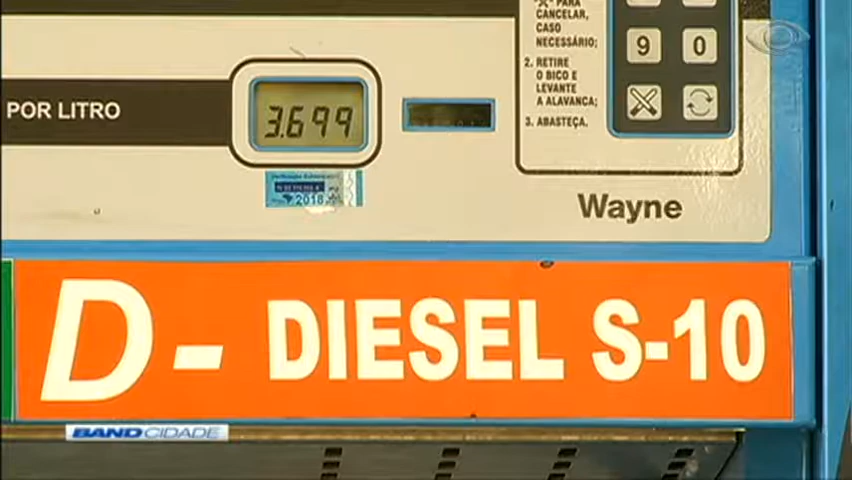 PARA
CANCELAR,
CASO
NECESSÁRIO;
2. RETIRE
O BICO E
LEVANTE
A ALAVANCA;
3. ABASTEÇA.
9 0
POR LITRO
3.699
2018
Wayne
D- DIESEL S-10
BAND CIDADE